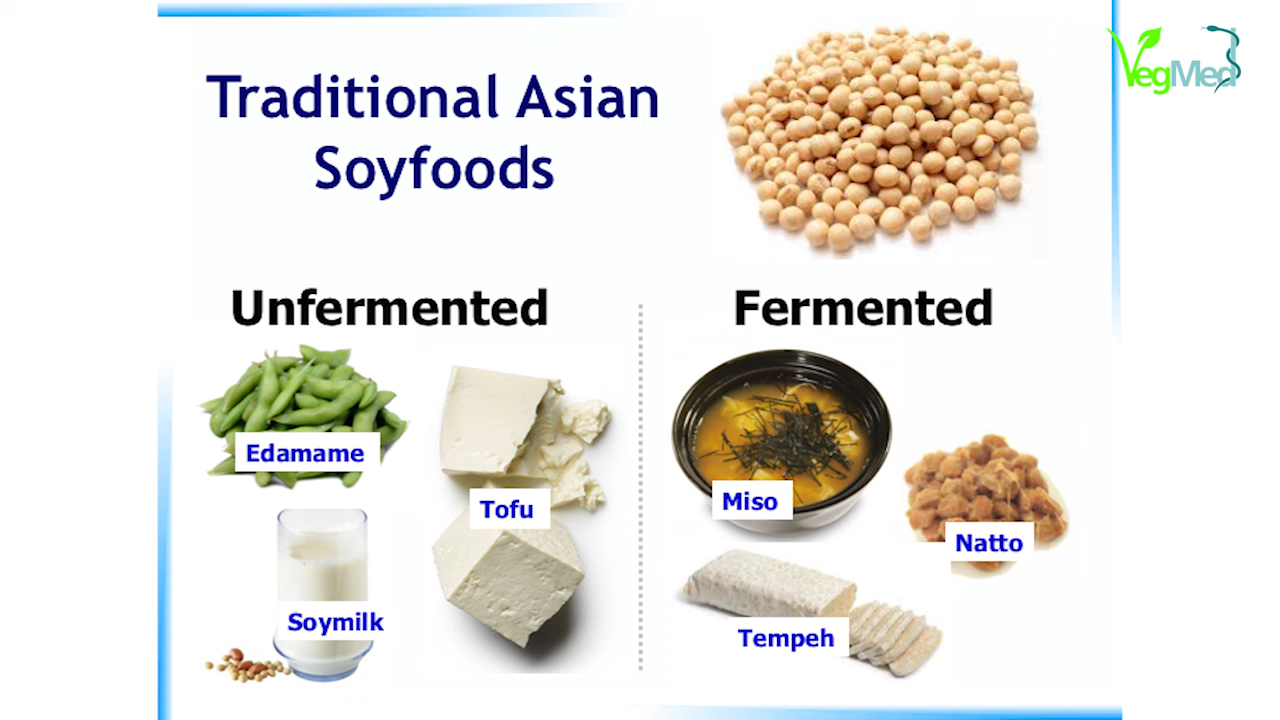 Traditional Asian
Soyfoods
VegMed
Unfermented
Fermented
Edamame
Tofu
Soymilk
Miso
Natto
Tempeh